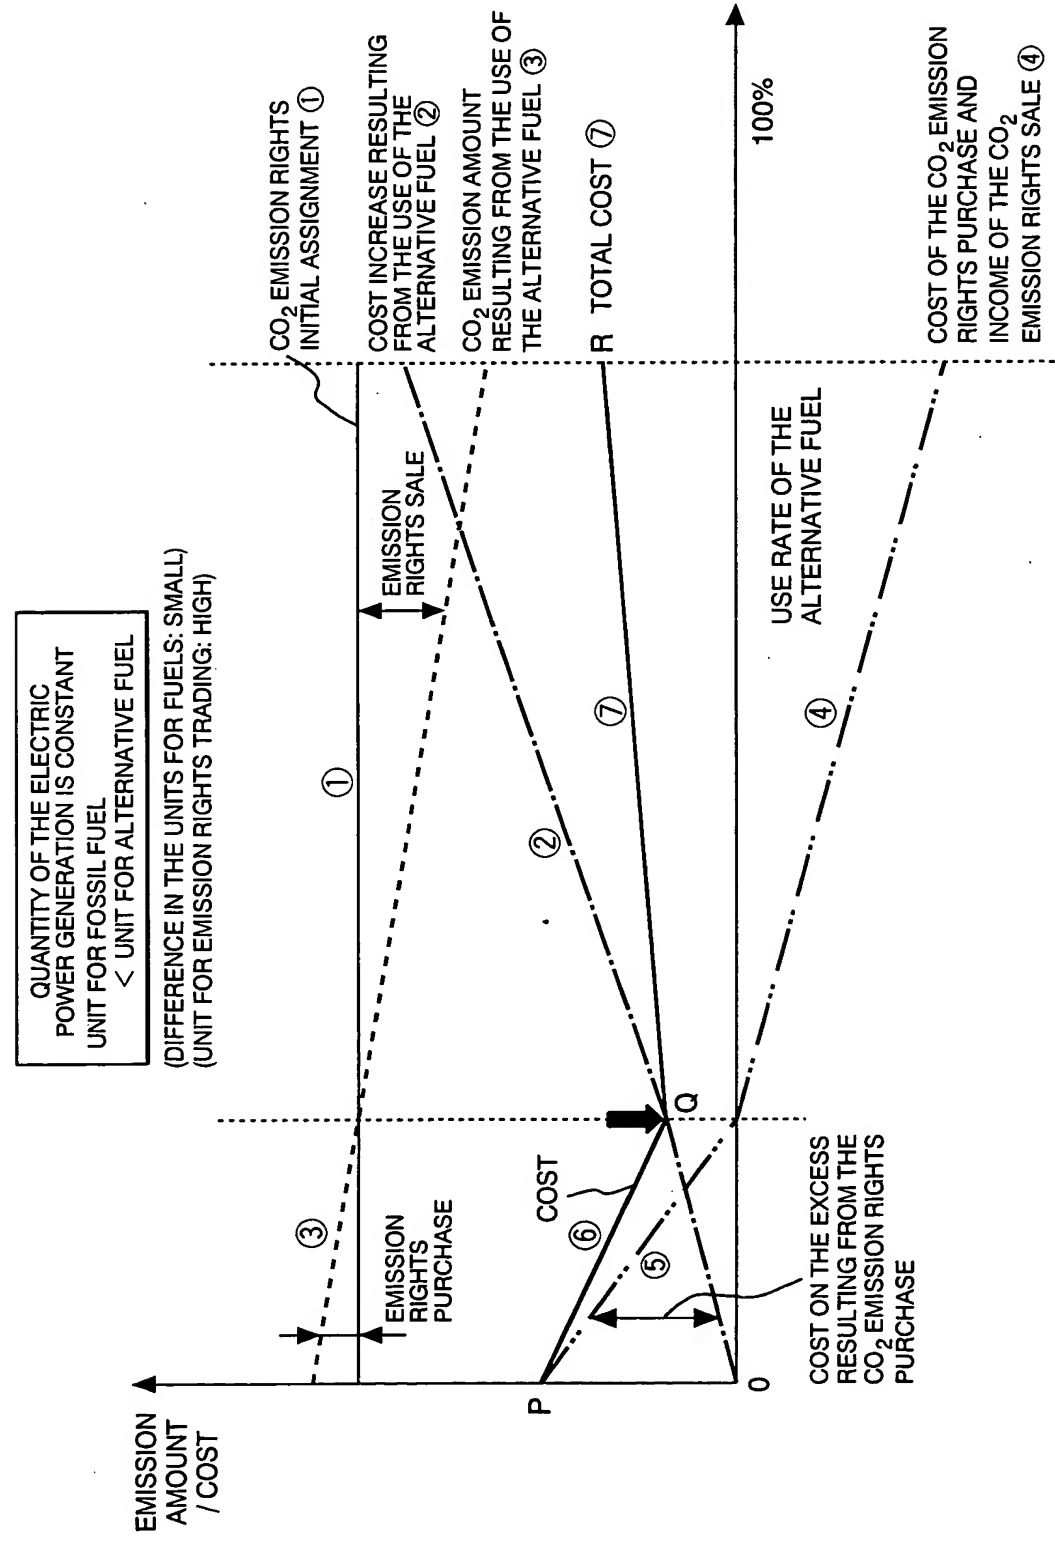 QUANTITY OF THE ELECTRIC
POWER GENERATION IS CONSTANT
UNIT FOR FOSSIL FUEL
< UNIT FOR ALTERNATIVE FUEL
(DIFFERENCE IN THE UNITS FOR FUELS: SMALL)
(UNIT FOR EMISSION RIGHTS TRADING: HIGH)
EMISSION
AMOUNT
/ COST
CO2 EMISSION RIGHTS
INITIAL ASSIGNMENT ①
COST INCREASE RESULTING
FROM THE USE OF THE
ALTERNATIVE FUEL ②
CO2 EMISSION AMOUNT
RESULTING FROM THE USE OF
THE ALTERNATIVE FUEL ③
R TOTAL COST ⑦
100%
COST OF THE CO2 EMISSION
RIGHTS PURCHASE AND
INCOME OF THE CO2
EMISSION RIGHTS SALE ④
③
①
EMISSION
RIGHTS
PURCHASE
EMISSION
RIGHTS SALE
P
COST
⑥
⑤
②
⑦
Q
0
④
USE RATE OF THE
ALTERNATIVE FUEL
COST ON THE EXCESS
RESULTING FROM THE
CO2 EMISSION RIGHTS
PURCHASE